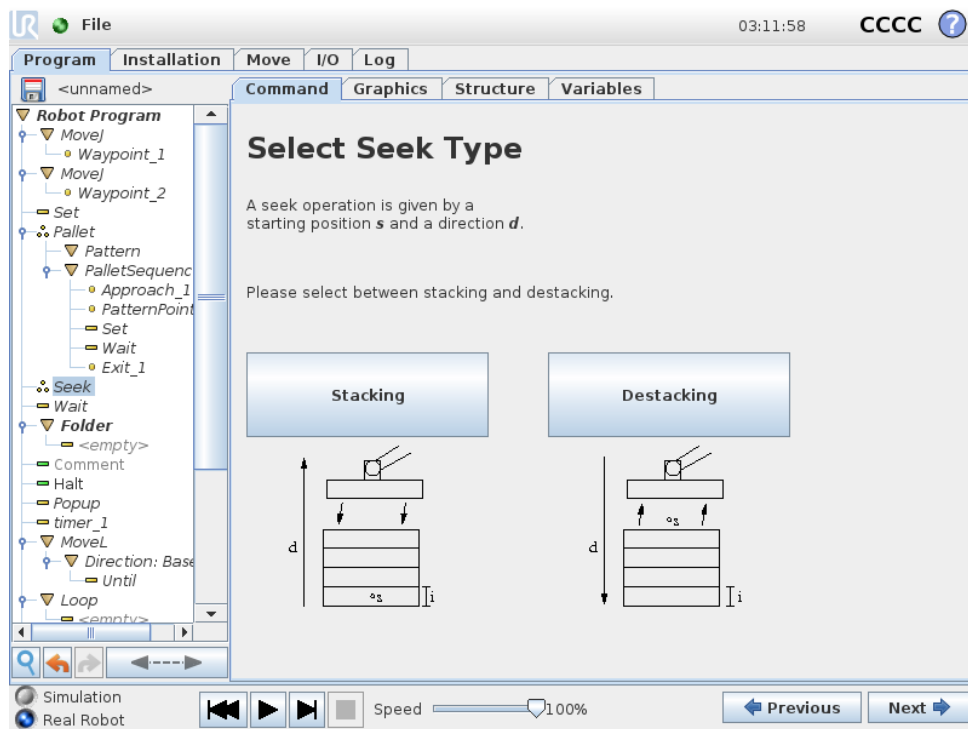 UR File 03:11:58 CCCC ?
Program Installation Move I/O Log
<unnamed> Command Graphics Structure Variables
Robot Program
MoveJ
Waypoint_1
MoveJ
Waypoint_2
Set
Pallet
Pattern
PalletSequenc
Approach_1
PatternPoint
Set
Wait
Exit_1
Seek
Wait
Folder
<empty>
Comment
Halt
Popup
timer_1
MoveL
Direction: Base
Until
Loop
<empty>
Select Seek Type
A seek operation is given by a
starting position s and a direction d.
Please select between stacking and destacking.
Stacking Destacking
d s i
d s i
Simulation
Real Robot
Speed 100%
Previous Next